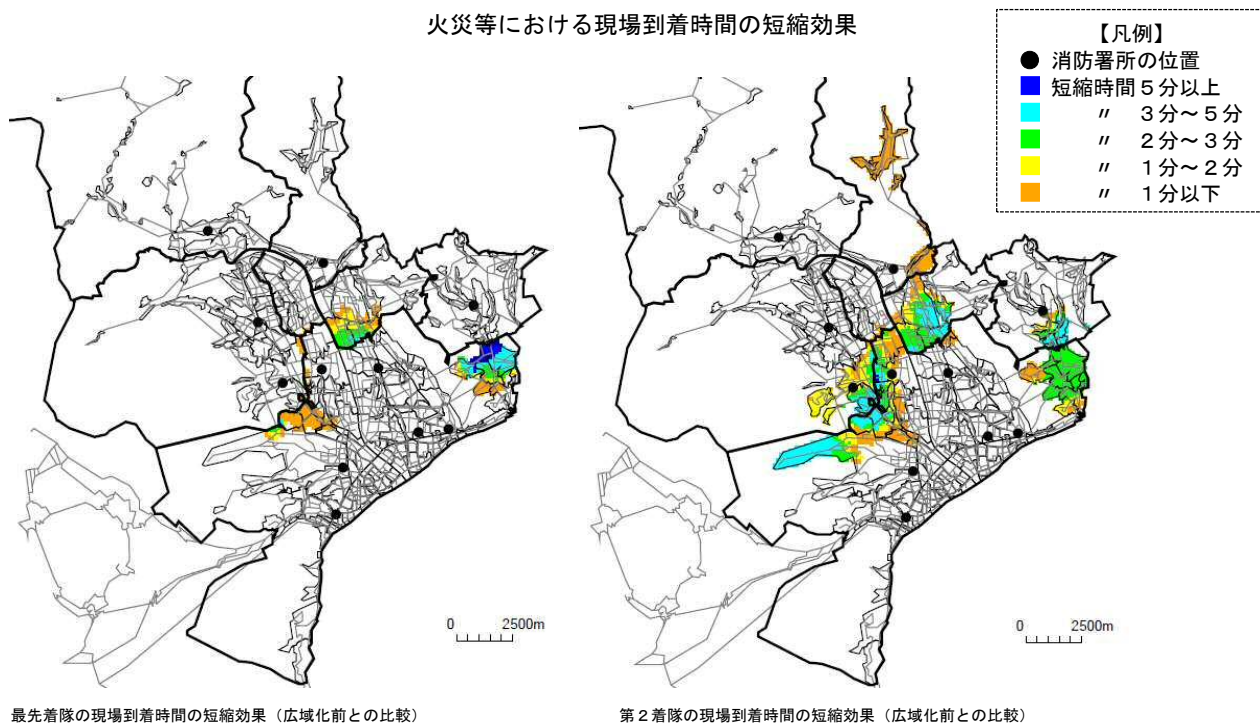 火災等における現場到着時間の短縮効果
【凡例】
消防署所の位置
短縮時間５分以上
〃　３分～５分
〃　２分～３分
〃　１分～２分
〃　１分以下
0　2500m
0　2500m
最先着隊の現場到着時間の短縮効果（広域化前との比較）
第２着隊の現場到着時間の短縮効果（広域化前との比較）